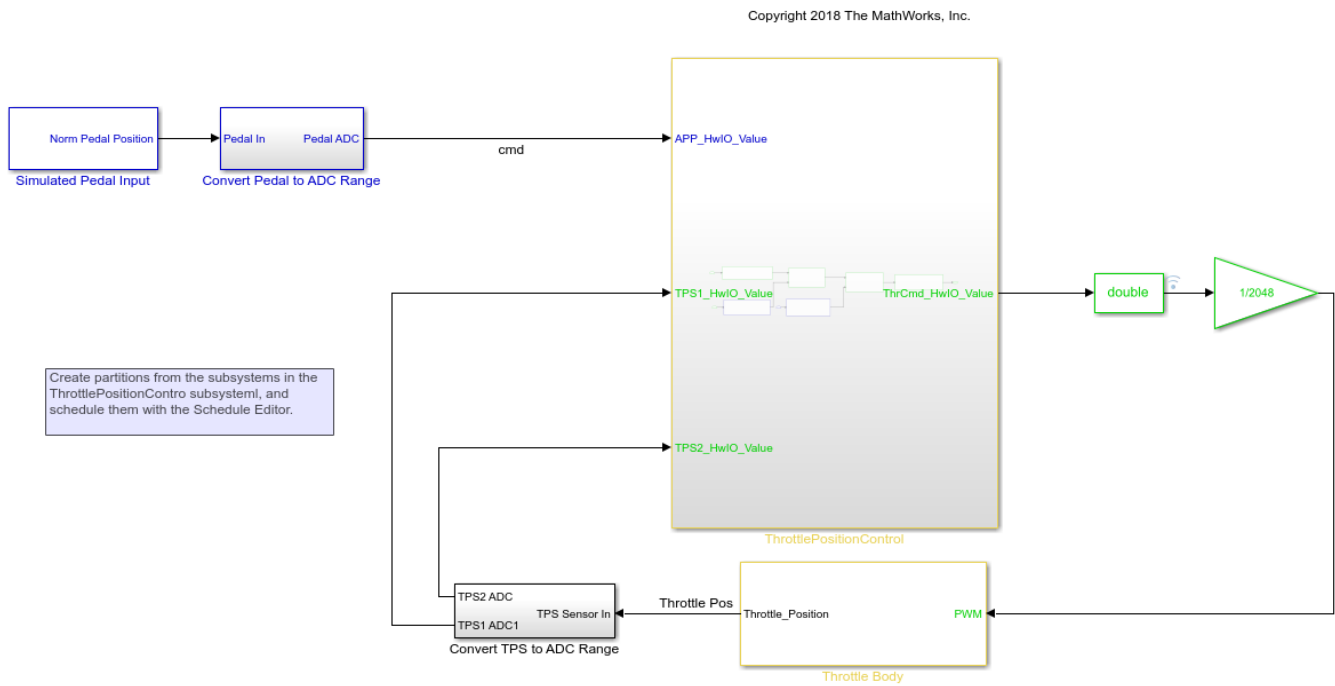 Copyright 2018 The MathWorks, Inc.
Norm Pedal Position
Simulated Pedal Input
Pedal In
Pedal ADC
Convert Pedal to ADC Range
cmd
APP_HwIO_Value
TPS1_HwIO_Value
ThrCmd_HwIO_Value
TPS2_HwIO_Value
ThrottlePositionControl
double
1/2048
Create partitions from the subsystems in the
ThrottlePositionContro subsysteml, and
schedule them with the Schedule Editor.
TPS2 ADC
TPS Sensor In
TPS1 ADC1
Convert TPS to ADC Range
Throttle Pos
Throttle_Position
PWM
Throttle Body